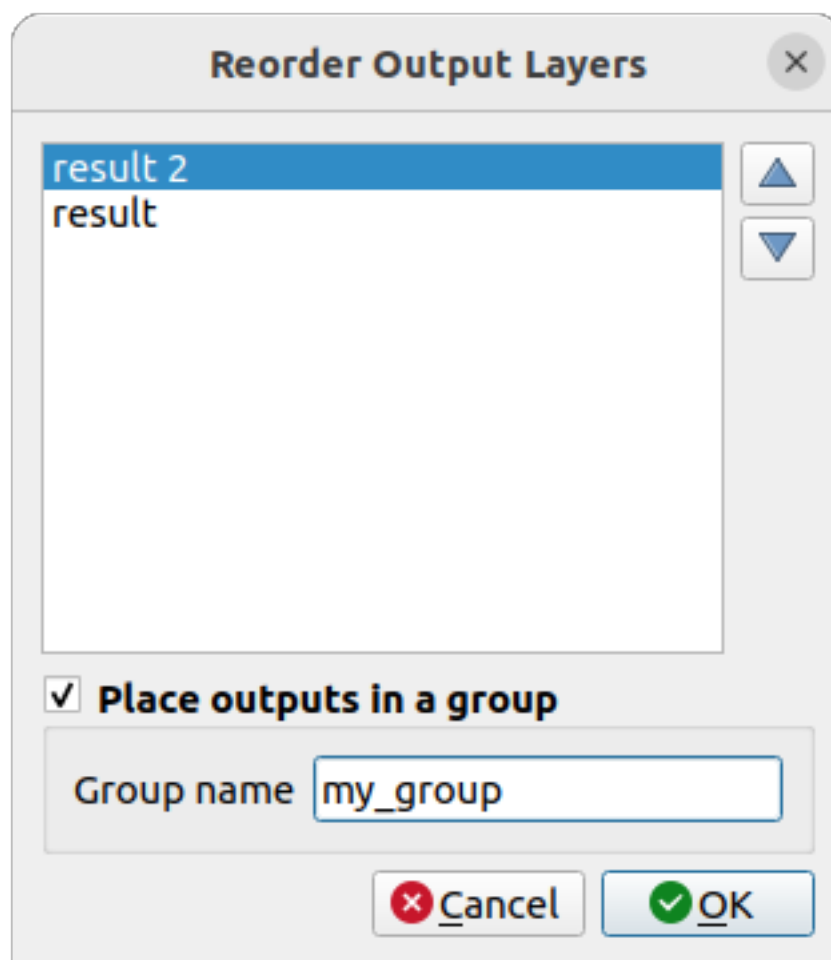 Reorder Output Layers
result 2
result
Place outputs in a group
Group name my_group
Cancel OK